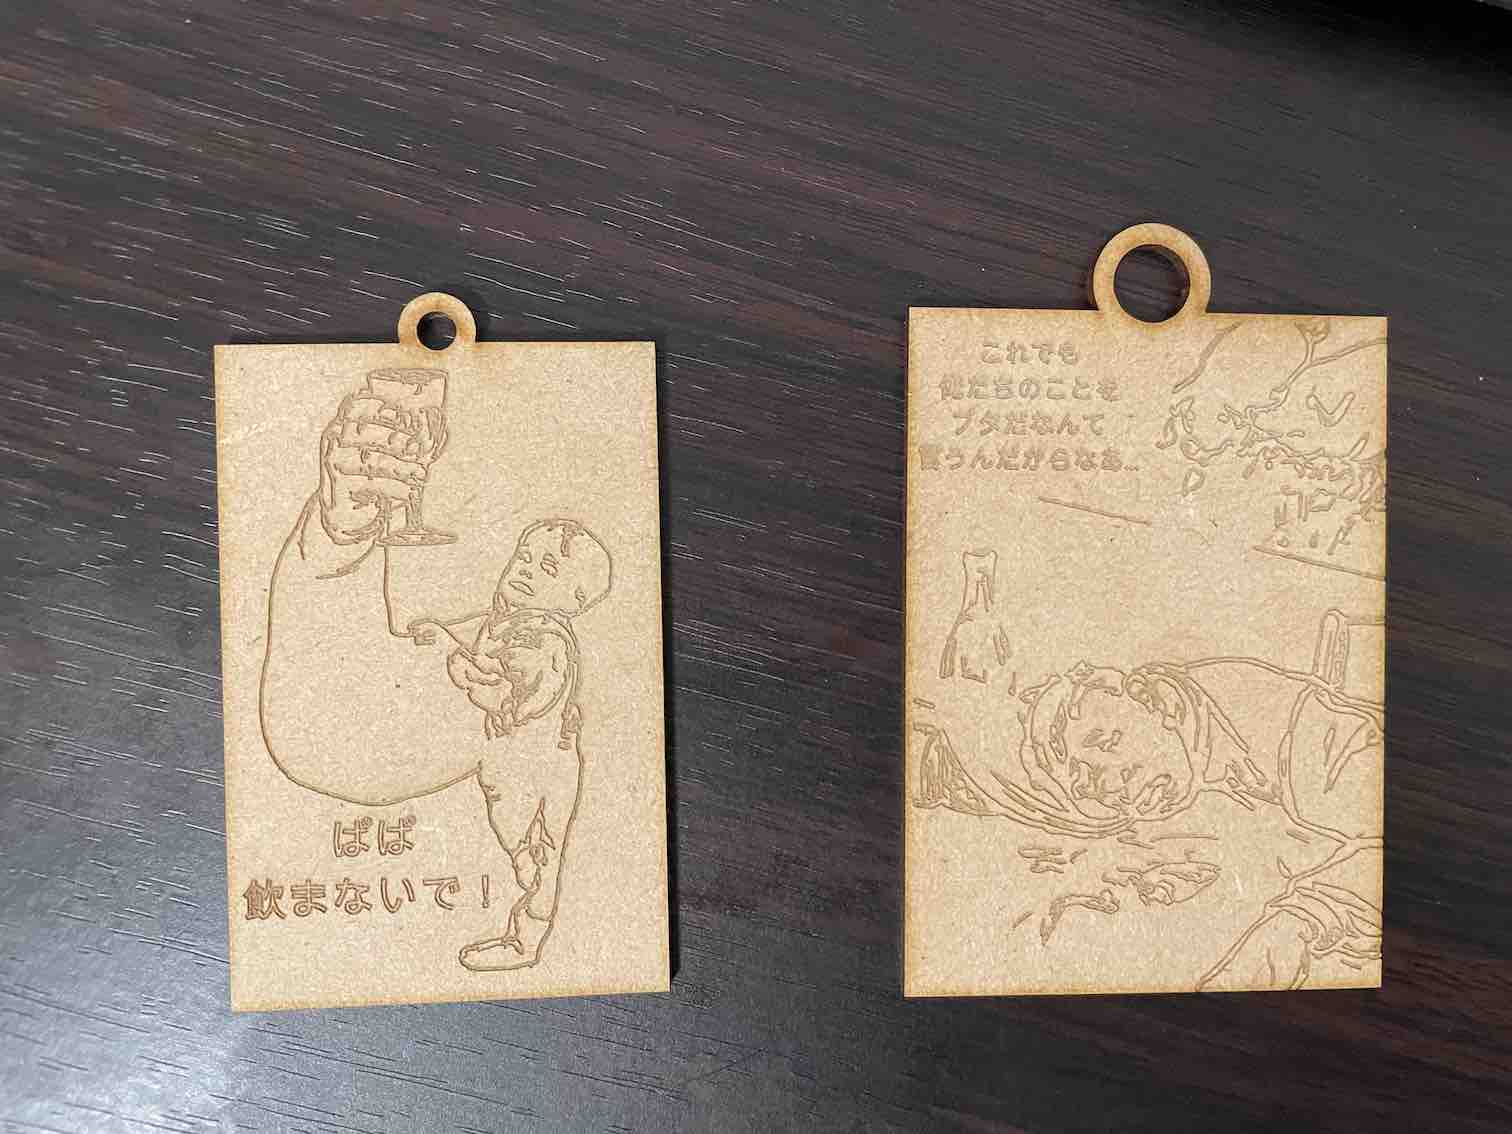 ぱぱ
飲まないで！
これでも
俺たちのことを
ブタだなんて
言うんだからなあ…